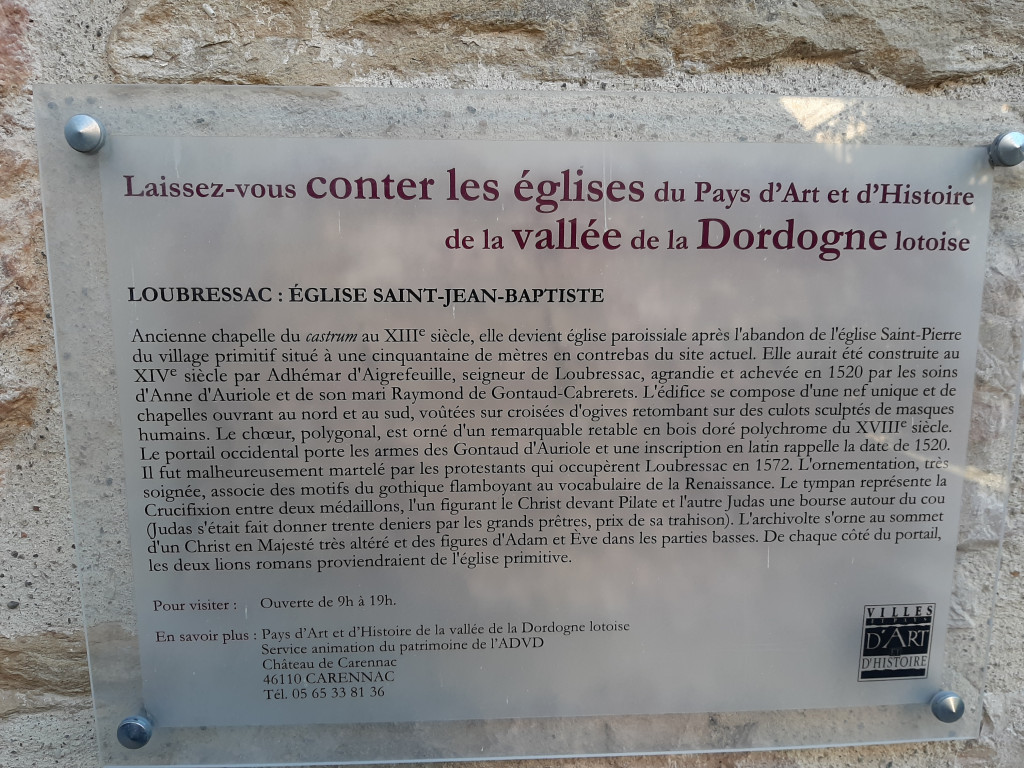 Laissez-vous conter les églises du Pays d'Art et d'Histoire
de la vallée de la Dordogne lotoise
LOUBRESSAC : ÉGLISE SAINT-JEAN-BAPTISTE
Ancienne chapelle du castrum au XIIIe siècle, elle devient église paroissiale après l'abandon de l'église Saint-Pierre
du village primitif situé à une cinquantaine de mètres en contrebas du site actuel. Elle aurait été construite au
XIVe siècle par Adhémar d'Aigrefeuille, seigneur de Loubressac, agrandie et achevée en 1520 par les soins
d'Anne d'Auriole et de son mari Raymond de Gontaud-Cabrerets. L'édifice se compose d'une nef unique et de
chapelles ouvrant au nord et au sud, voûtées sur croisées d'ogives retombant sur des culots sculptés de masques
humains. Le chœur, polygonal, est orné d'un remarquable retable en bois doré polychrome du XVIIIe siècle.
Le portail occidental porte les armes des Gontaud d'Auriole et une inscription en latin rappelle la date de 1520.
Il fut malheureusement martelé par les protestants qui occupèrent Loubressac en 1572. L'ornementation, très
soignée, associe des motifs du gothique flamboyant au vocabulaire de la Renaissance. Le tympan représente la
Crucifixion entre deux médaillons, l'un figurant le Christ devant Pilate et l'autre Judas une bourse autour du cou
(Judas s'était fait donner trente deniers par les grands prêtres, prix de sa trahison). L'archivolte s'orne au sommet
d'un Christ en Majesté très altéré et des figures d'Adam et Ève dans les parties basses. De chaque côté du portail,
les deux lions romans proviendraient de l'église primitive.
Pour visiter : Ouverte de 9h à 19h.
En savoir plus : Pays d'Art et d'Histoire de la vallée de la Dordogne lotoise
Service animation du patrimoine de l'ADVD
Château de Carennac
46110 CARENNAC
Tél. 05 65 33 81 36
VILLES
D'ART
ET
D'HISTOIRE